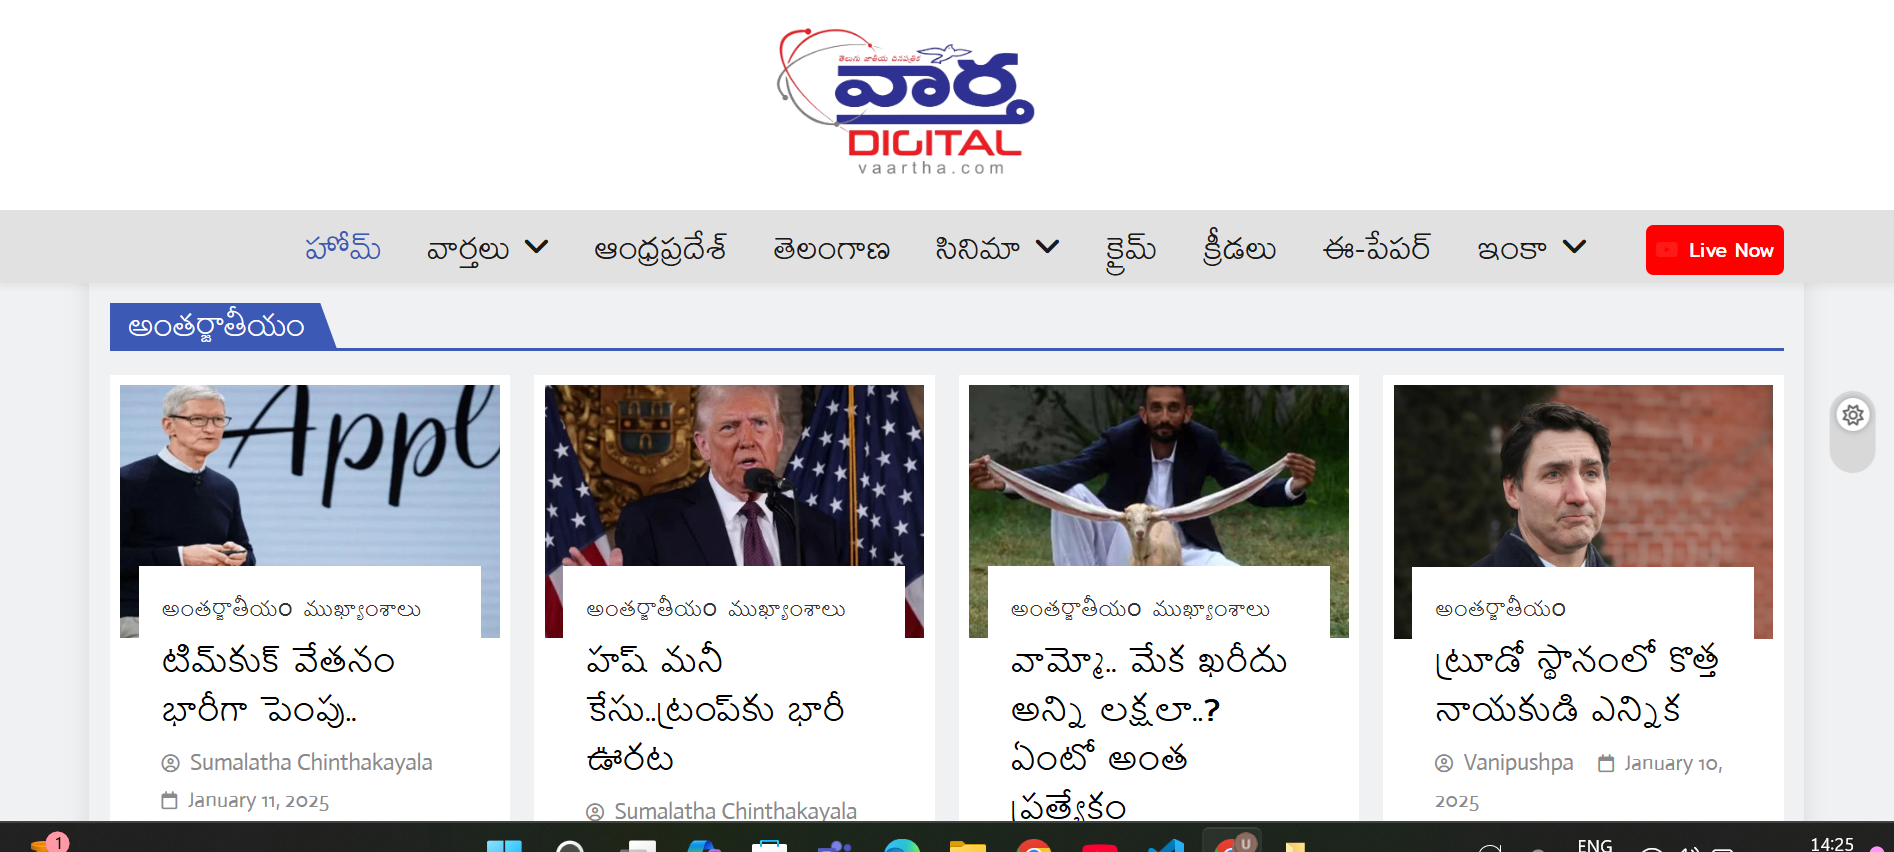 తెలుగు జాతీయ దినపత్రిక
వార్త
DIGITAL
vaartha.com
హోమ్ వార్తలు ఆంధ్రప్రదేశ్ తెలంగాణ సినిమా క్రైమ్ క్రీడలు ఈ-పేపర్ ఇంకా Live Now
అంతర్జాతీయం
Appl
అంతర్జాతీయం ముఖ్యాంశాలు
టిమ్‌కుక్ వేతనం
భారీగా పెంపు..
Sumalatha Chinthakayala
January 11, 2025
అంతర్జాతీయం ముఖ్యాంశాలు
హష్ మనీ
కేసు..ట్రంప్‌కు భారీ
ఊరట
Sumalatha Chinthakayala
అంతర్జాతీయం ముఖ్యాంశాలు
వామ్మో.. మేక ఖరీదు
అన్ని లక్షలా..?
ఏంటో అంత
ప్రత్యేకం
అంతర్జాతీయం
ట్రూడో స్థానంలో కొత్త
నాయకుడి ఎన్నిక
Vanipushpa January 10,
2025
1
U
ENG
14:25